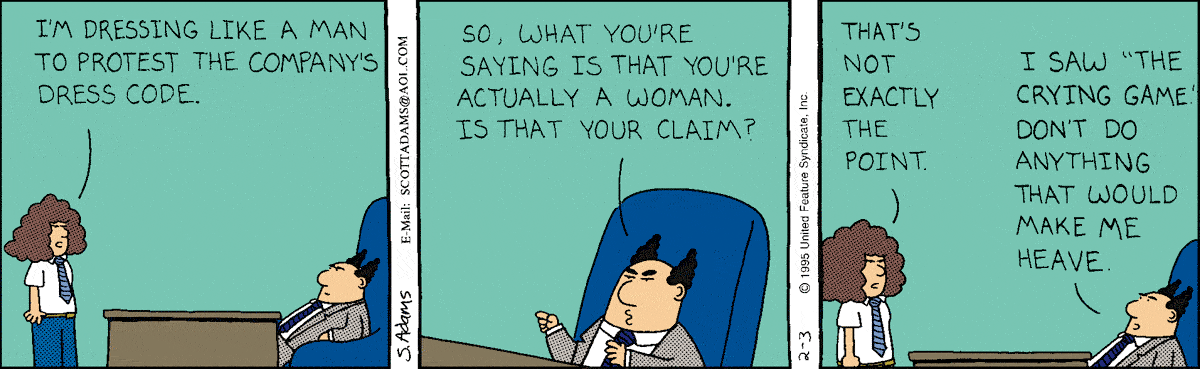 I'M DRESSING LIKE A MAN
TO PROTEST THE COMPANY'S
DRESS CODE.
S.Adams
E-Mail: SCOTTADAMS@AOL.COM
SO, WHAT YOU'RE
SAYING IS THAT YOU'RE
ACTUALLY A WOMAN.
IS THAT YOUR CLAIM?
2-3
© 1995 United Feature Syndicate, Inc.
THAT'S
NOT
EXACTLY
THE
POINT.
I SAW "THE
CRYING GAME."
DON'T DO
ANYTHING
THAT WOULD
MAKE ME
HEAVE.